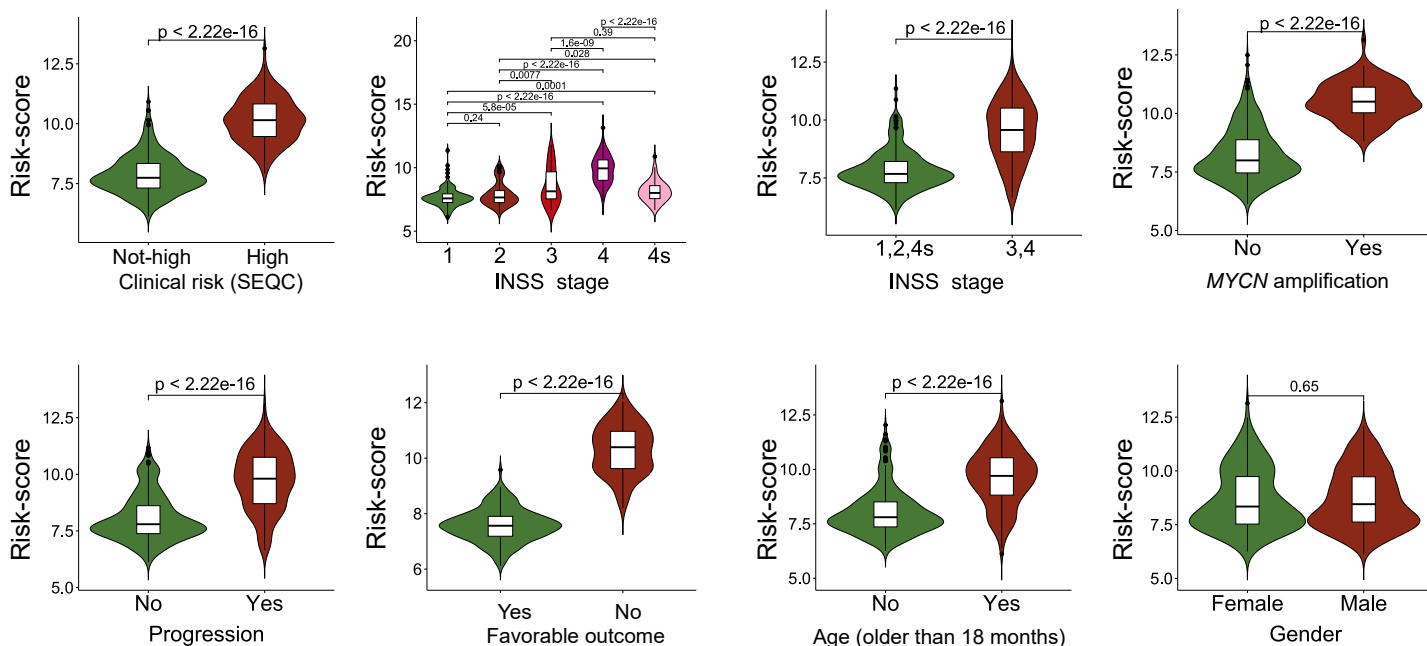 p < 2.22e-16
12.5
10.0
7.5
Risk-score
Not-high High
Clinical risk (SEQC)
p < 2.22e-16
0.39
1.6e-09
0.028
p < 2.22e-16
0.0077
0.0001
p < 2.22e-16
5.8e-05
0.24
20
15
10
5
Risk-score
1 2 3 4 4s
INSS stage
p < 2.22e-16
12.5
10.0
7.5
Risk-score
1,2,4s 3,4
INSS stage
p < 2.22e-16
12.5
10.0
7.5
5.0
Risk-score
No Yes
MYCN amplification
p < 2.22e-16
12.5
10.0
7.5
5.0
Risk-score
No Yes
Progression
p < 2.22e-16
12
10
8
6
Risk-score
Yes No
Favorable outcome
p < 2.22e-16
12.5
10.0
7.5
5.0
Risk-score
No Yes
Age (older than 18 months)
0.65
12.5
10.0
7.5
5.0
Risk-score
Female Male
Gender